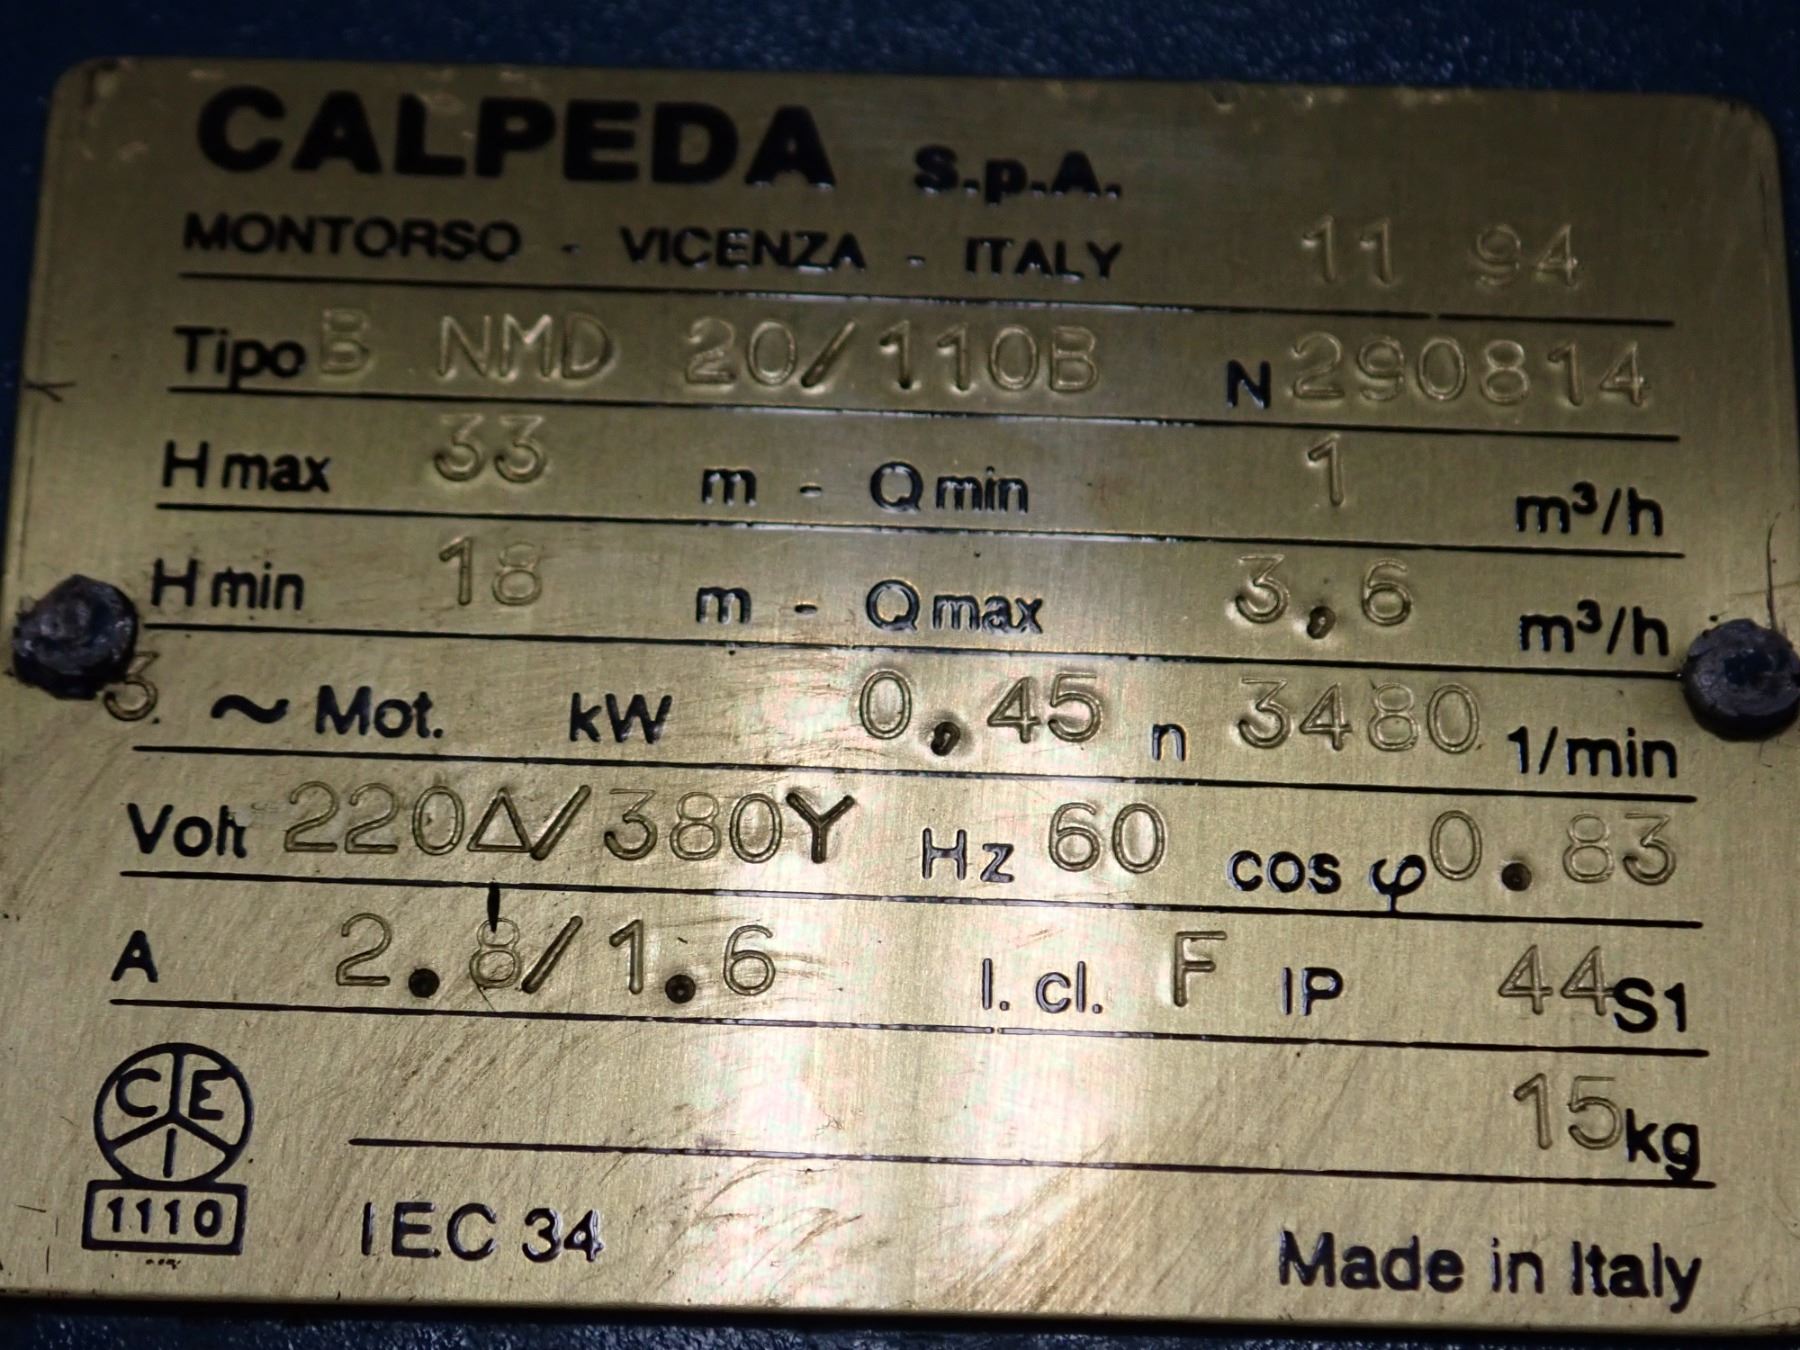 CALPEDA S.p.A.
MONTORSO - VICENZA - ITALY 11 94
Tipo B NMD 20/110B N 290814
H max 33 m - Q min 1 m³/h
H min 18 m - Q max 3,6 m³/h
3 ~ Mot. kW 0,45 n 3480 1/min
Volt 220Δ/380Y Hz 60 cos φ 0.83
A 2.8/1.6 I. cl. F IP 44 S1
15 kg
CEI
1110
IEC 34
Made in Italy